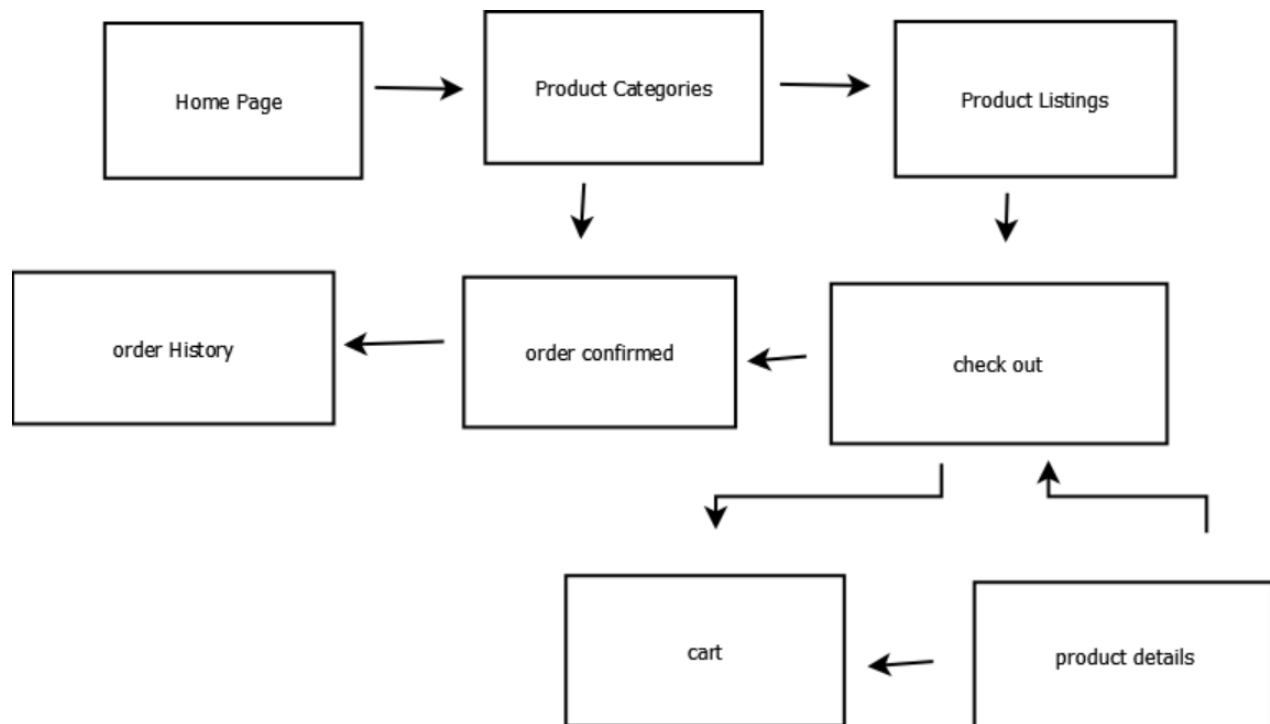 Home Page
Product Categories
Product Listings
order History
order confirmed
check out
cart
product details